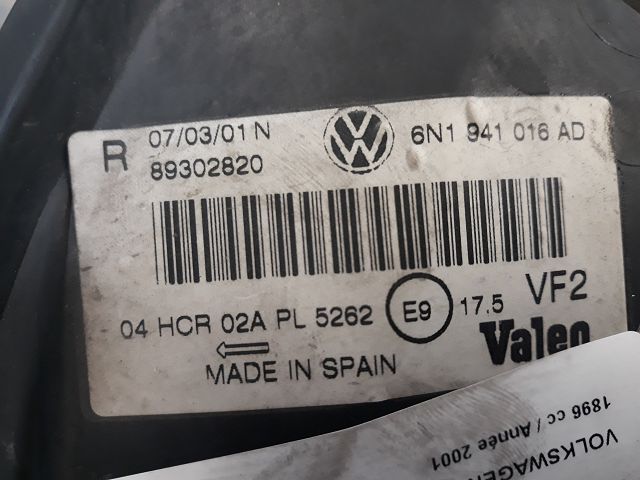 R 07/03/01 N 6N1 941 016 AD
89302820
04 HCR 02A PL 5262 E9 17,5 VF2
Valeo
MADE IN SPAIN
VOLKSWAGEN
1896 cc / Année 2001